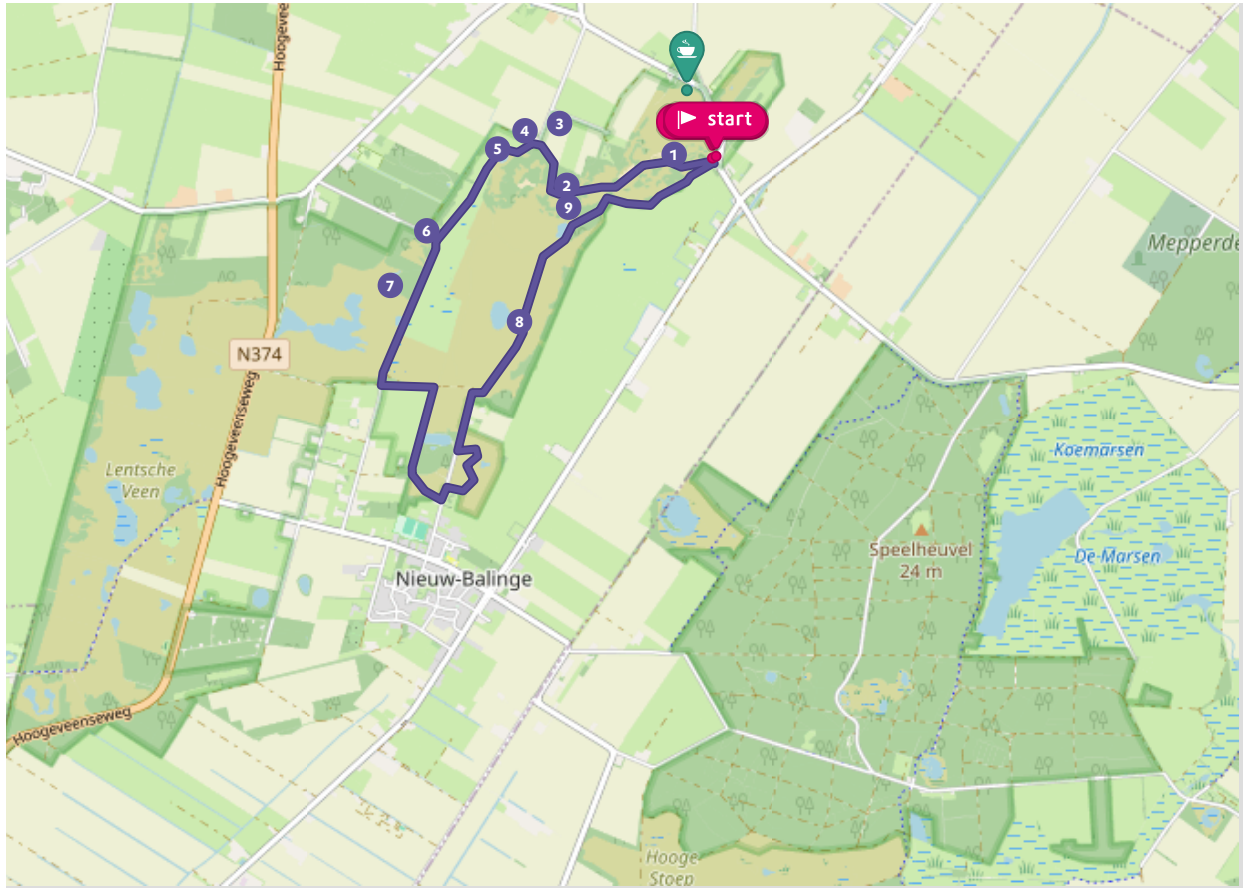 Hoogeveen
start
3
4
5
1
2
9
6
7
8
Mepperde
N374
Hoogeveenseweg
Koemarsen
Lentsche
Veen
Speelheuvel
24 m
De Marsen
Nieuw-Balinge
Hoogeveenseweg
Hooge
Stoep